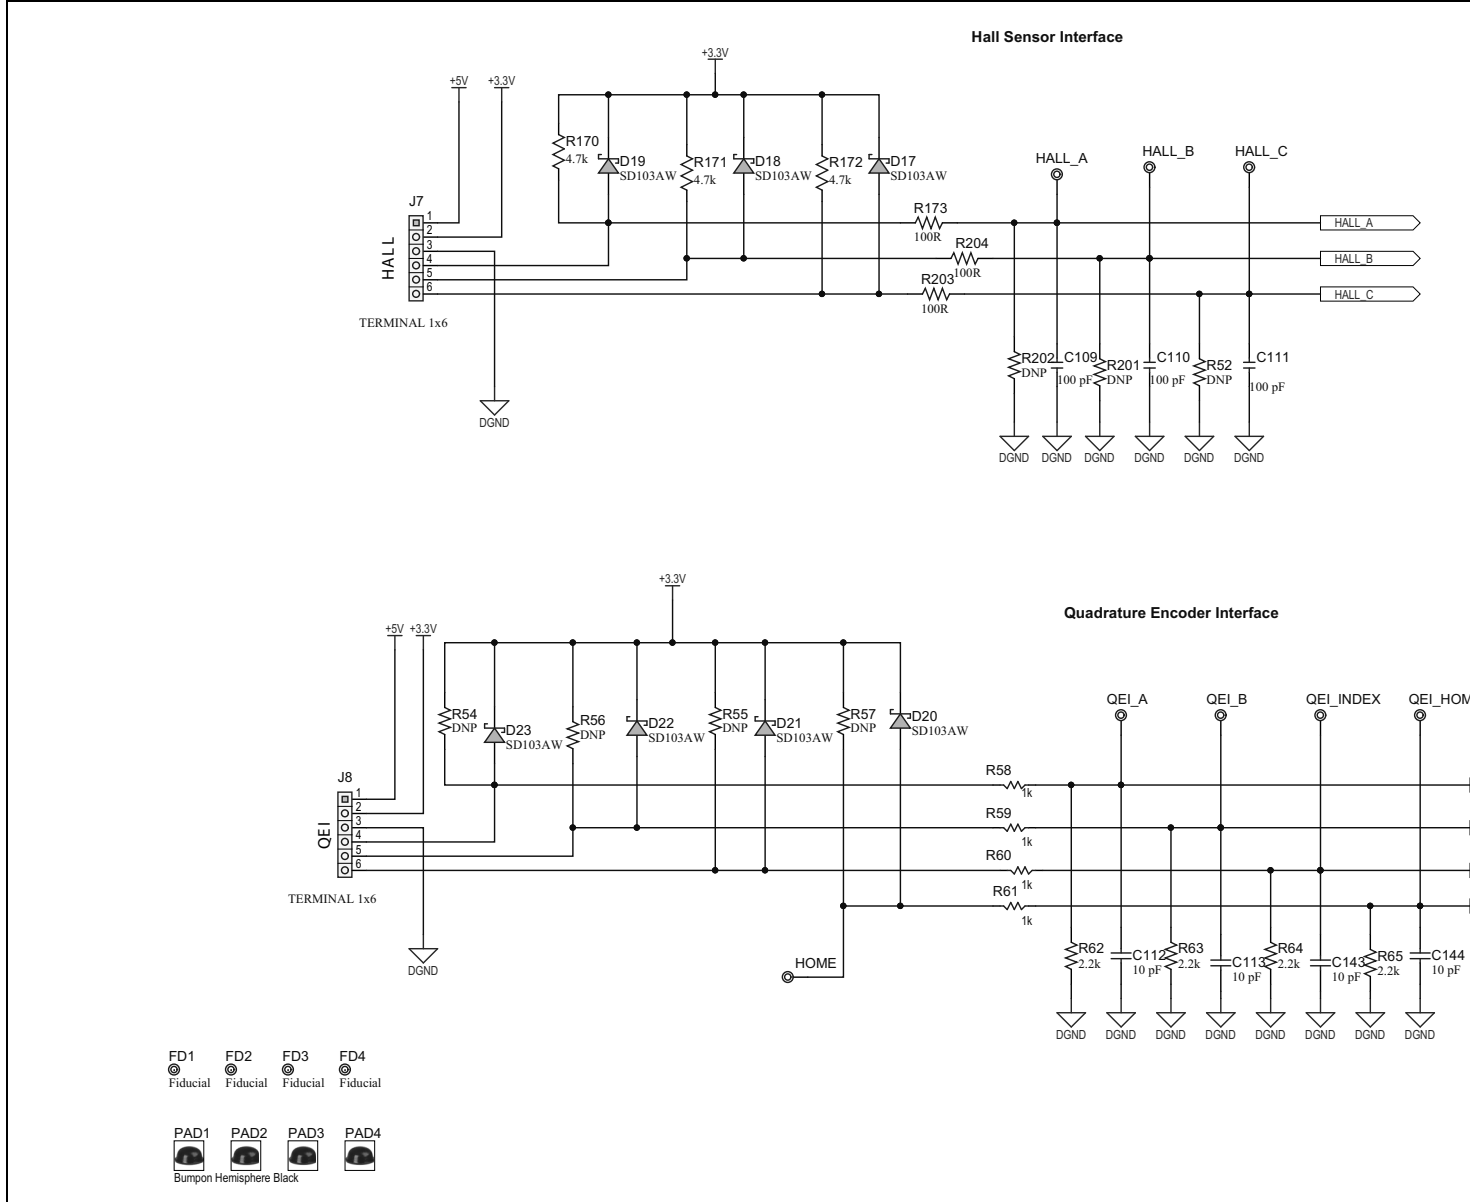 Hall Sensor Interface
+3.3V
+5V +3.3V
R170
4.7k
D19
SD103AW
R171
4.7k
D18
SD103AW
R172
4.7k
D17
SD103AW
HALL_A
HALL_B
HALL_C
J7
HALL
1
2
3
4
5
6
TERMINAL 1x6
R173
100R
R204
100R
R203
100R
HALL_A
HALL_B
HALL_C
R202
DNP
C109
100 pF
R201
DNP
C110
100 pF
R52
DNP
C111
100 pF
DGND
DGND DGND DGND DGND DGND DGND
+3.3V
Quadrature Encoder Interface
+5V +3.3V
QEI_A
QEI_B
QEI_INDEX
QEI_HOM
R54
DNP
D23
SD103AW
R56
DNP
D22
SD103AW
R55
DNP
D21
SD103AW
R57
DNP
D20
SD103AW
J8
QEI
1
2
3
4
5
6
TERMINAL 1x6
R58
1k
R59
1k
R60
1k
R61
1k
DGND
HOME
R62
2.2k
C112
10 pF
R63
2.2k
C113
10 pF
R64
2.2k
C143
10 pF
R65
2.2k
C144
10 pF
DGND DGND DGND DGND DGND DGND DGND DGND
FD1 FD2 FD3 FD4
Fiducial Fiducial Fiducial Fiducial
PAD1 PAD2 PAD3 PAD4
Bumpon Hemisphere Black